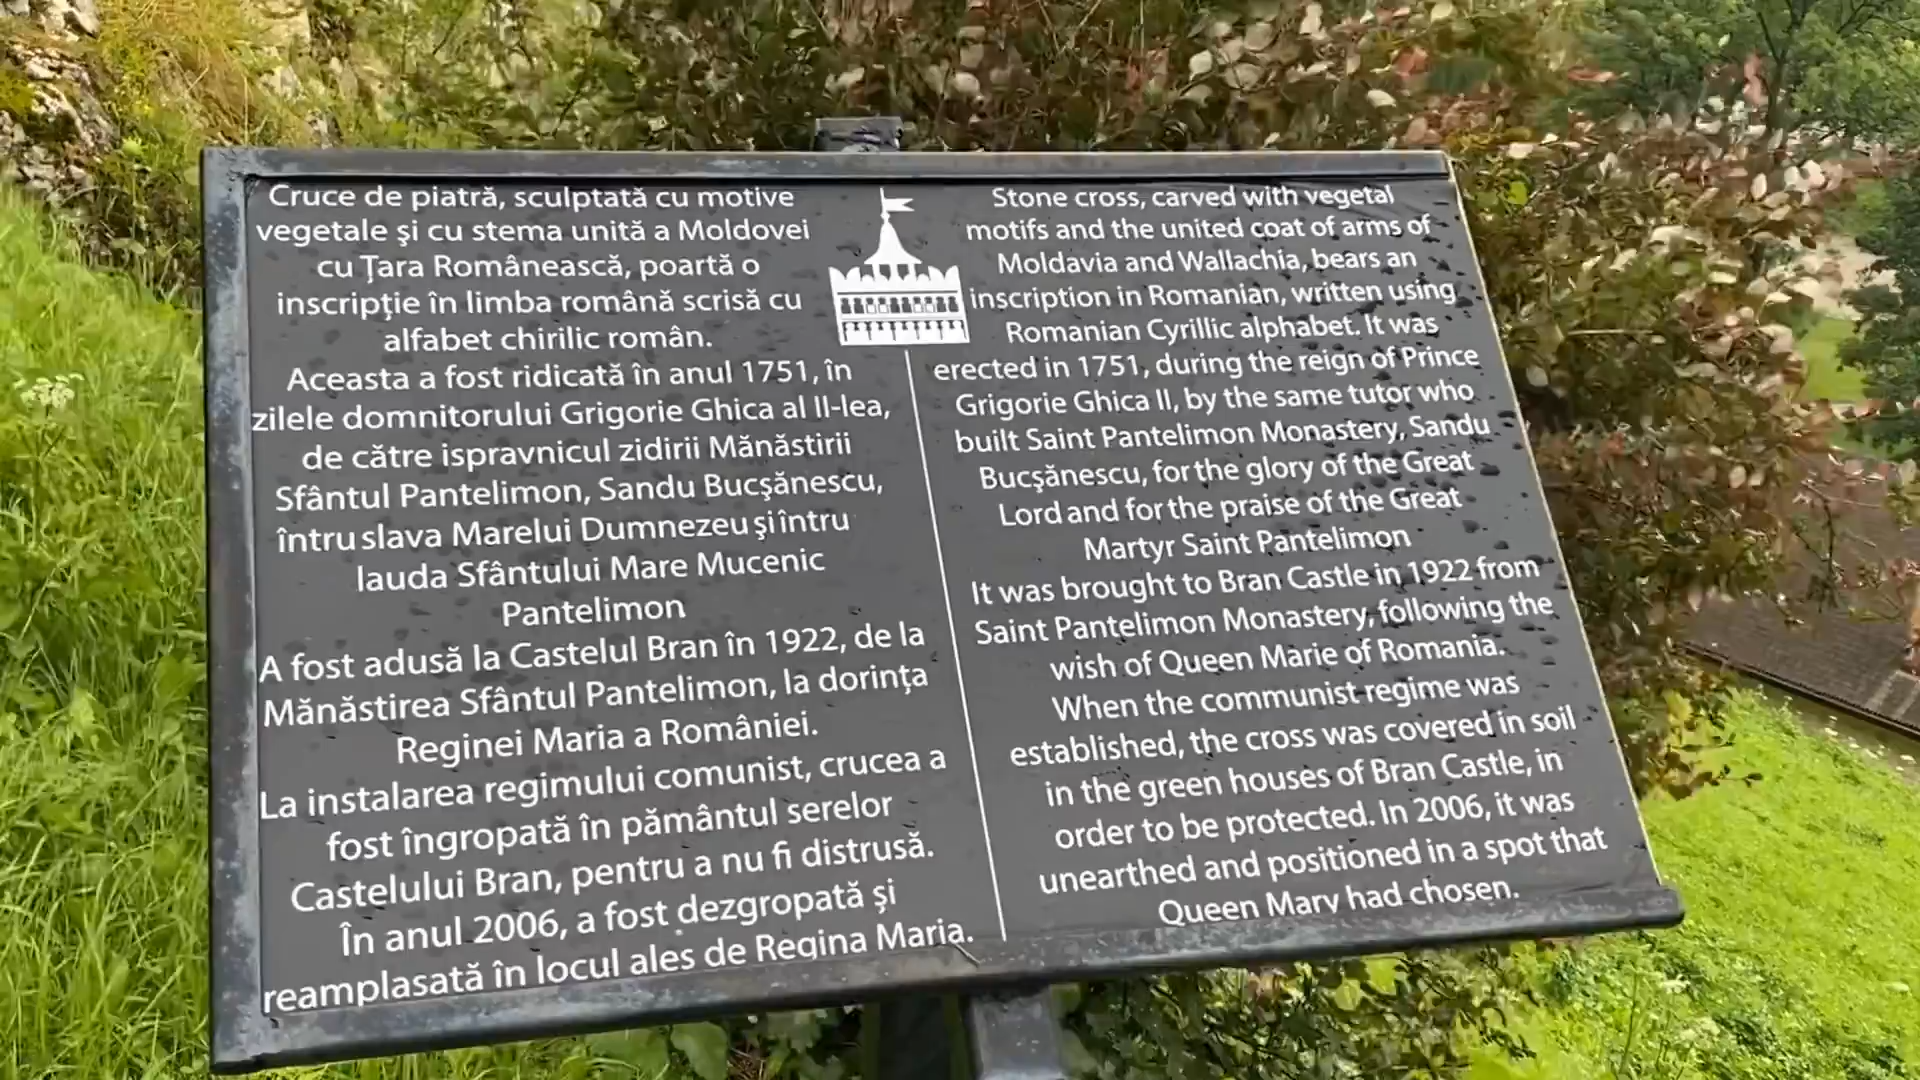 Cruce de piatră, sculptată cu motive
vegetale şi cu stema unită a Moldovei
cu Ţara Românească, poartă o
inscripţie în limba română scrisă cu
alfabet chirilic român.
Aceasta a fost ridicată în anul 1751, în
zilele domnitorului Grigorie Ghica al II-lea,
de către ispravnicul zidirii Mănăstirii
Sfântul Pantelimon, Sandu Bucşănescu,
întru slava Marelui Dumnezeu şi întru
lauda Sfântului Mare Mucenic
Pantelimon
A fost adusă la Castelul Bran în 1922, de la
Mănăstirea Sfântul Pantelimon, la dorinţa
Reginei Maria a României.
La instalarea regimului comunist, crucea a
fost îngropată în pământul serelor
Castelului Bran, pentru a nu fi distrusă.
În anul 2006, a fost dezgropată şi
reamplasată în locul ales de Regina Maria.
Stone cross, carved with vegetal
motifs and the united coat of arms of
Moldavia and Wallachia, bears an
inscription in Romanian, written using
Romanian Cyrillic alphabet. It was
erected in 1751, during the reign of Prince
Grigorie Ghica II, by the same tutor who
built Saint Pantelimon Monastery, Sandu
Bucşănescu, for the glory of the Great
Lord and for the praise of the Great
Martyr Saint Pantelimon
It was brought to Bran Castle in 1922 from
Saint Pantelimon Monastery, following the
wish of Queen Marie of Romania.
When the communist regime was
established, the cross was covered in soil
in the green houses of Bran Castle, in
order to be protected. In 2006, it was
unearthed and positioned in a spot that
Queen Mary had chosen.